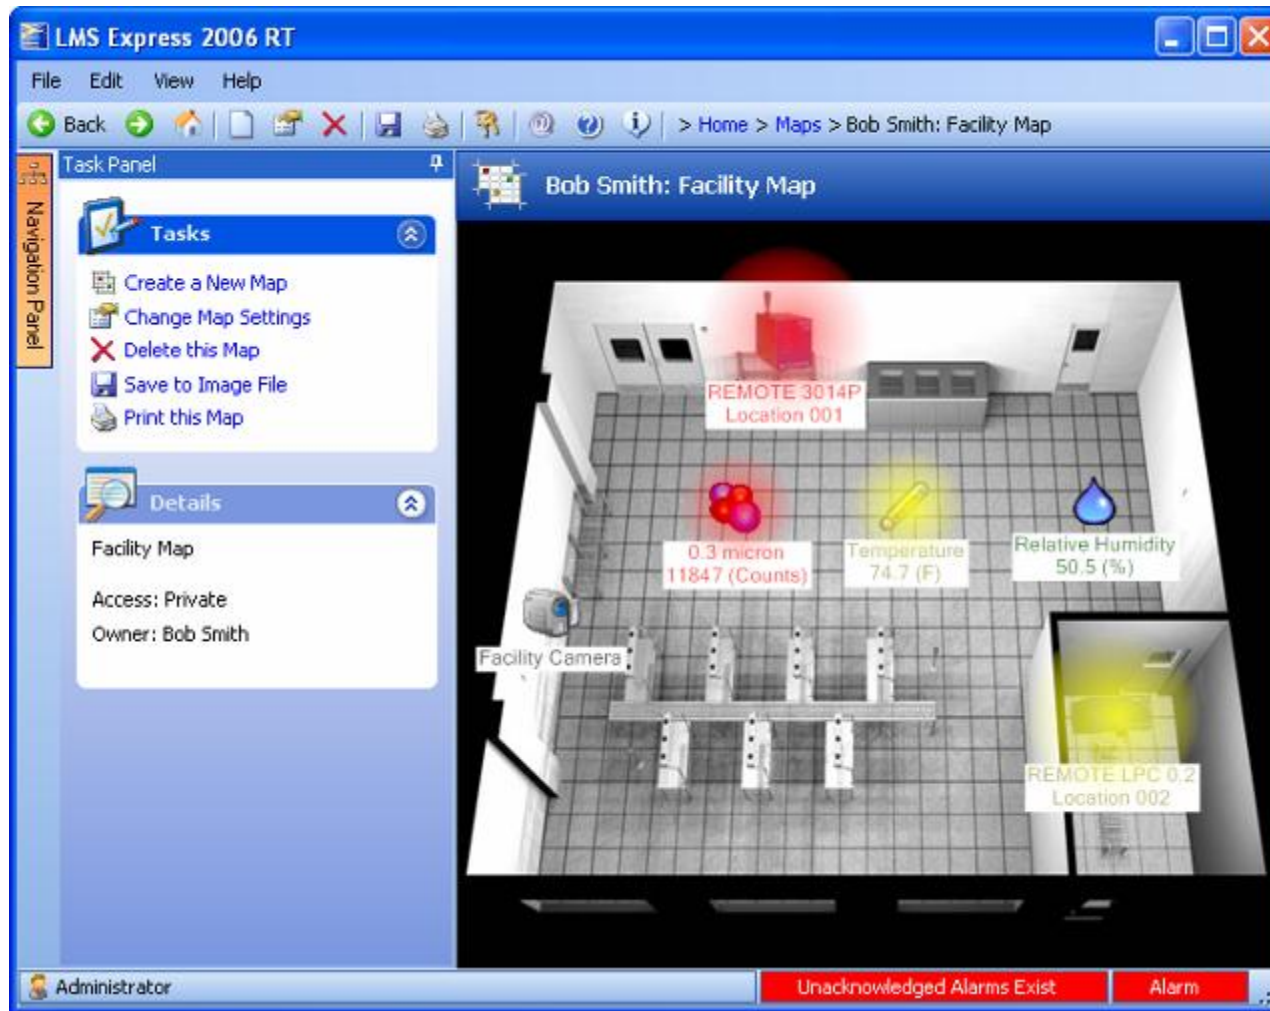 LMS Express 2006 RT
File Edit View Help
Back > Home > Maps > Bob Smith: Facility Map
Navigation Panel
Task Panel
Tasks
Create a New Map
Change Map Settings
Delete this Map
Save to Image File
Print this Map
Details
Facility Map
Access: Private
Owner: Bob Smith
Bob Smith: Facility Map
REMOTE 3014P
Location 001
0.3 micron
11847 (Counts)
Temperature
74.7 (F)
Relative Humidity
50.5 (%)
Facility Camera
REMOTE LPC 0.2
Location 002
Administrator
Unacknowledged Alarms Exist
Alarm